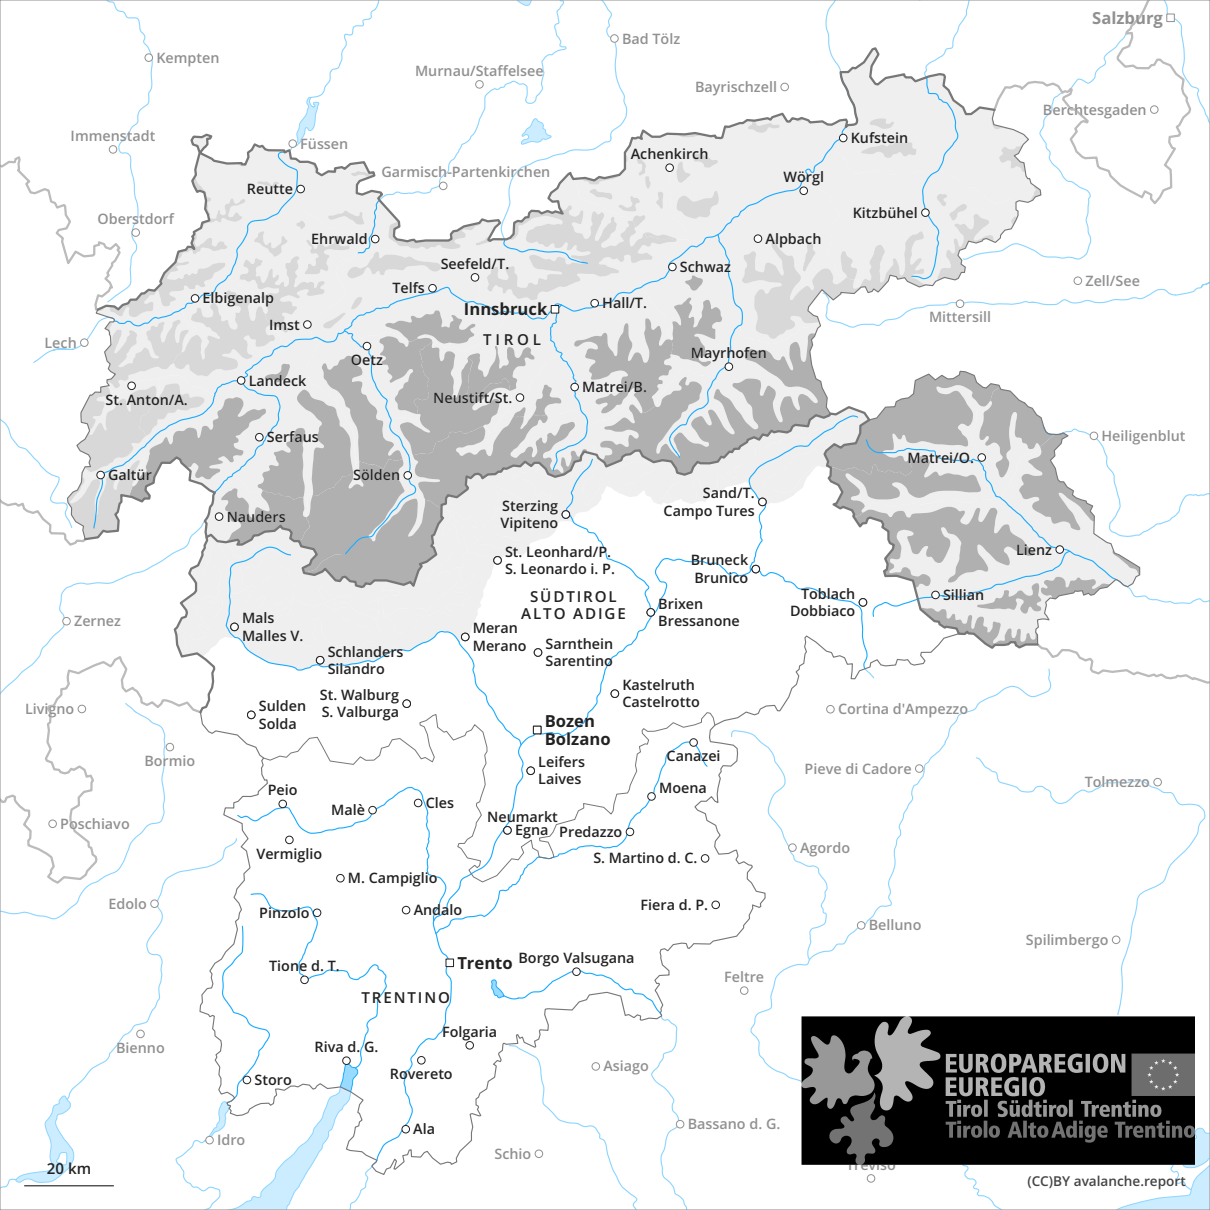 Salzburg
Bad Tölz
Kempten
Murnau/Staffelsee
Bayrischzell
Berchtesgaden
Immenstadt
Füssen
Kufstein
Achenkirch
Garmisch-Partenkirchen
Wörgl
Reutte
Oberstdorf
Kitzbühel
Ehrwald
Alpbach
Seefeld/T.
Schwaz
Zell/See
Telfs
Elbigenalp
Hall/T.
Innsbruck
Mittersill
Imst
TIROL
Lech
Mayrhofen
Oetz
Landeck
Matrei/B.
St. Anton/A.
Neustift/St.
Serfaus
Heiligenblut
Matrei/O.
Galtür
Sölden
Sand/T.
Campo Tures
Sterzing
Vipiteno
Nauders
St. Leonhard/P.
S. Leonardo i. P.
Lienz
Bruneck
Brunico
SÜDTIROL
ALTO ADIGE
Toblach
Dobbiaco
Sillian
Brixen
Bressanone
Zernez
Mals
Malles V.
Meran
Merano
Sarnthein
Sarentino
Schlanders
Silandro
Kastelruth
Castelrotto
St. Walburg
S. Valburga
Sulden
Solda
Livigno
Cortina d'Ampezzo
Bozen
Bolzano
Bormio
Canazei
Leifers
Laives
Pieve di Cadore
Tolmezzo
Peio
Moena
Malè
Cles
Neumarkt
Egna
Predazzo
Poschiavo
Vermiglio
S. Martino d. C.
Agordo
M. Campiglio
Edolo
Pinzolo
Andalo
Fiera d. P.
Belluno
Spilimbergo
Trento
Borgo Valsugana
Tione d. T.
Feltre
TRENTINO
Folgaria
Bienno
Riva d. G.
Rovereto
Asiago
Storo
EUROPAREGION
EUREGIO
Tirol Südtirol Trentino
Tirolo Alto Adige Trentino
Ala
Bassano d. G.
Idro
Schio
Treviso
20 km
(CC)BY avalanche.report